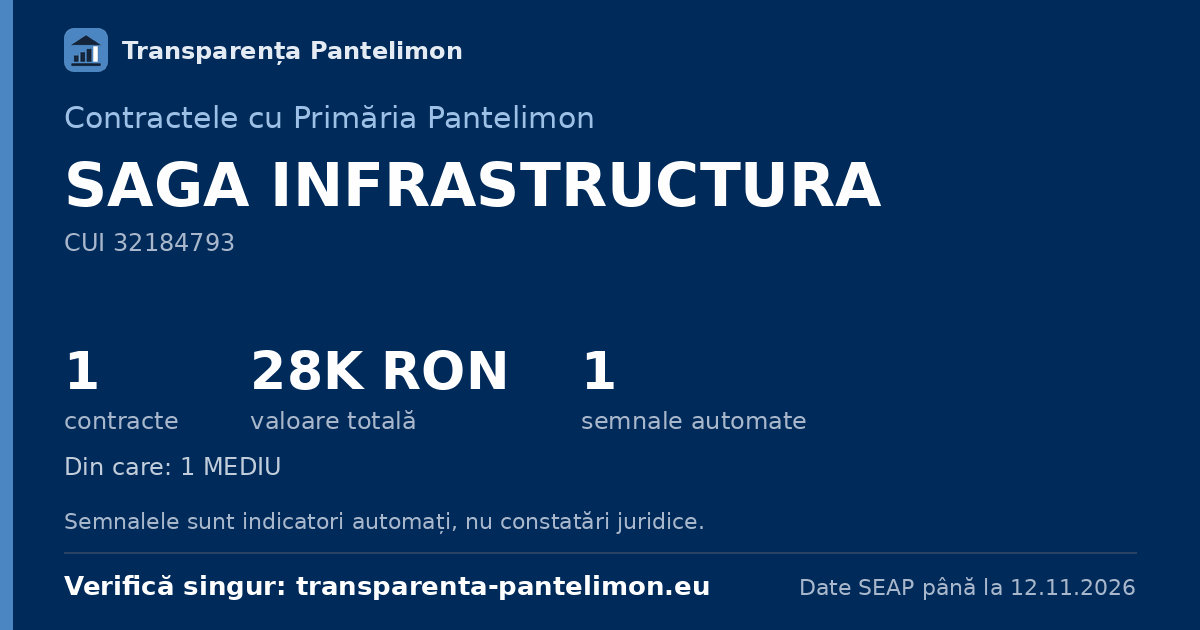 Transparența Pantelimon
Contractele cu Primăria Pantelimon
SAGA INFRASTRUCTURA
CUI 32184793
1 28K RON 1
contracte valoare totală semnale automate
Din care: 1 MEDIU
Semnalele sunt indicatori automați, nu constatări juridice.
Verifică singur: transparenta-pantelimon.eu Date SEAP până la 12.11.2026